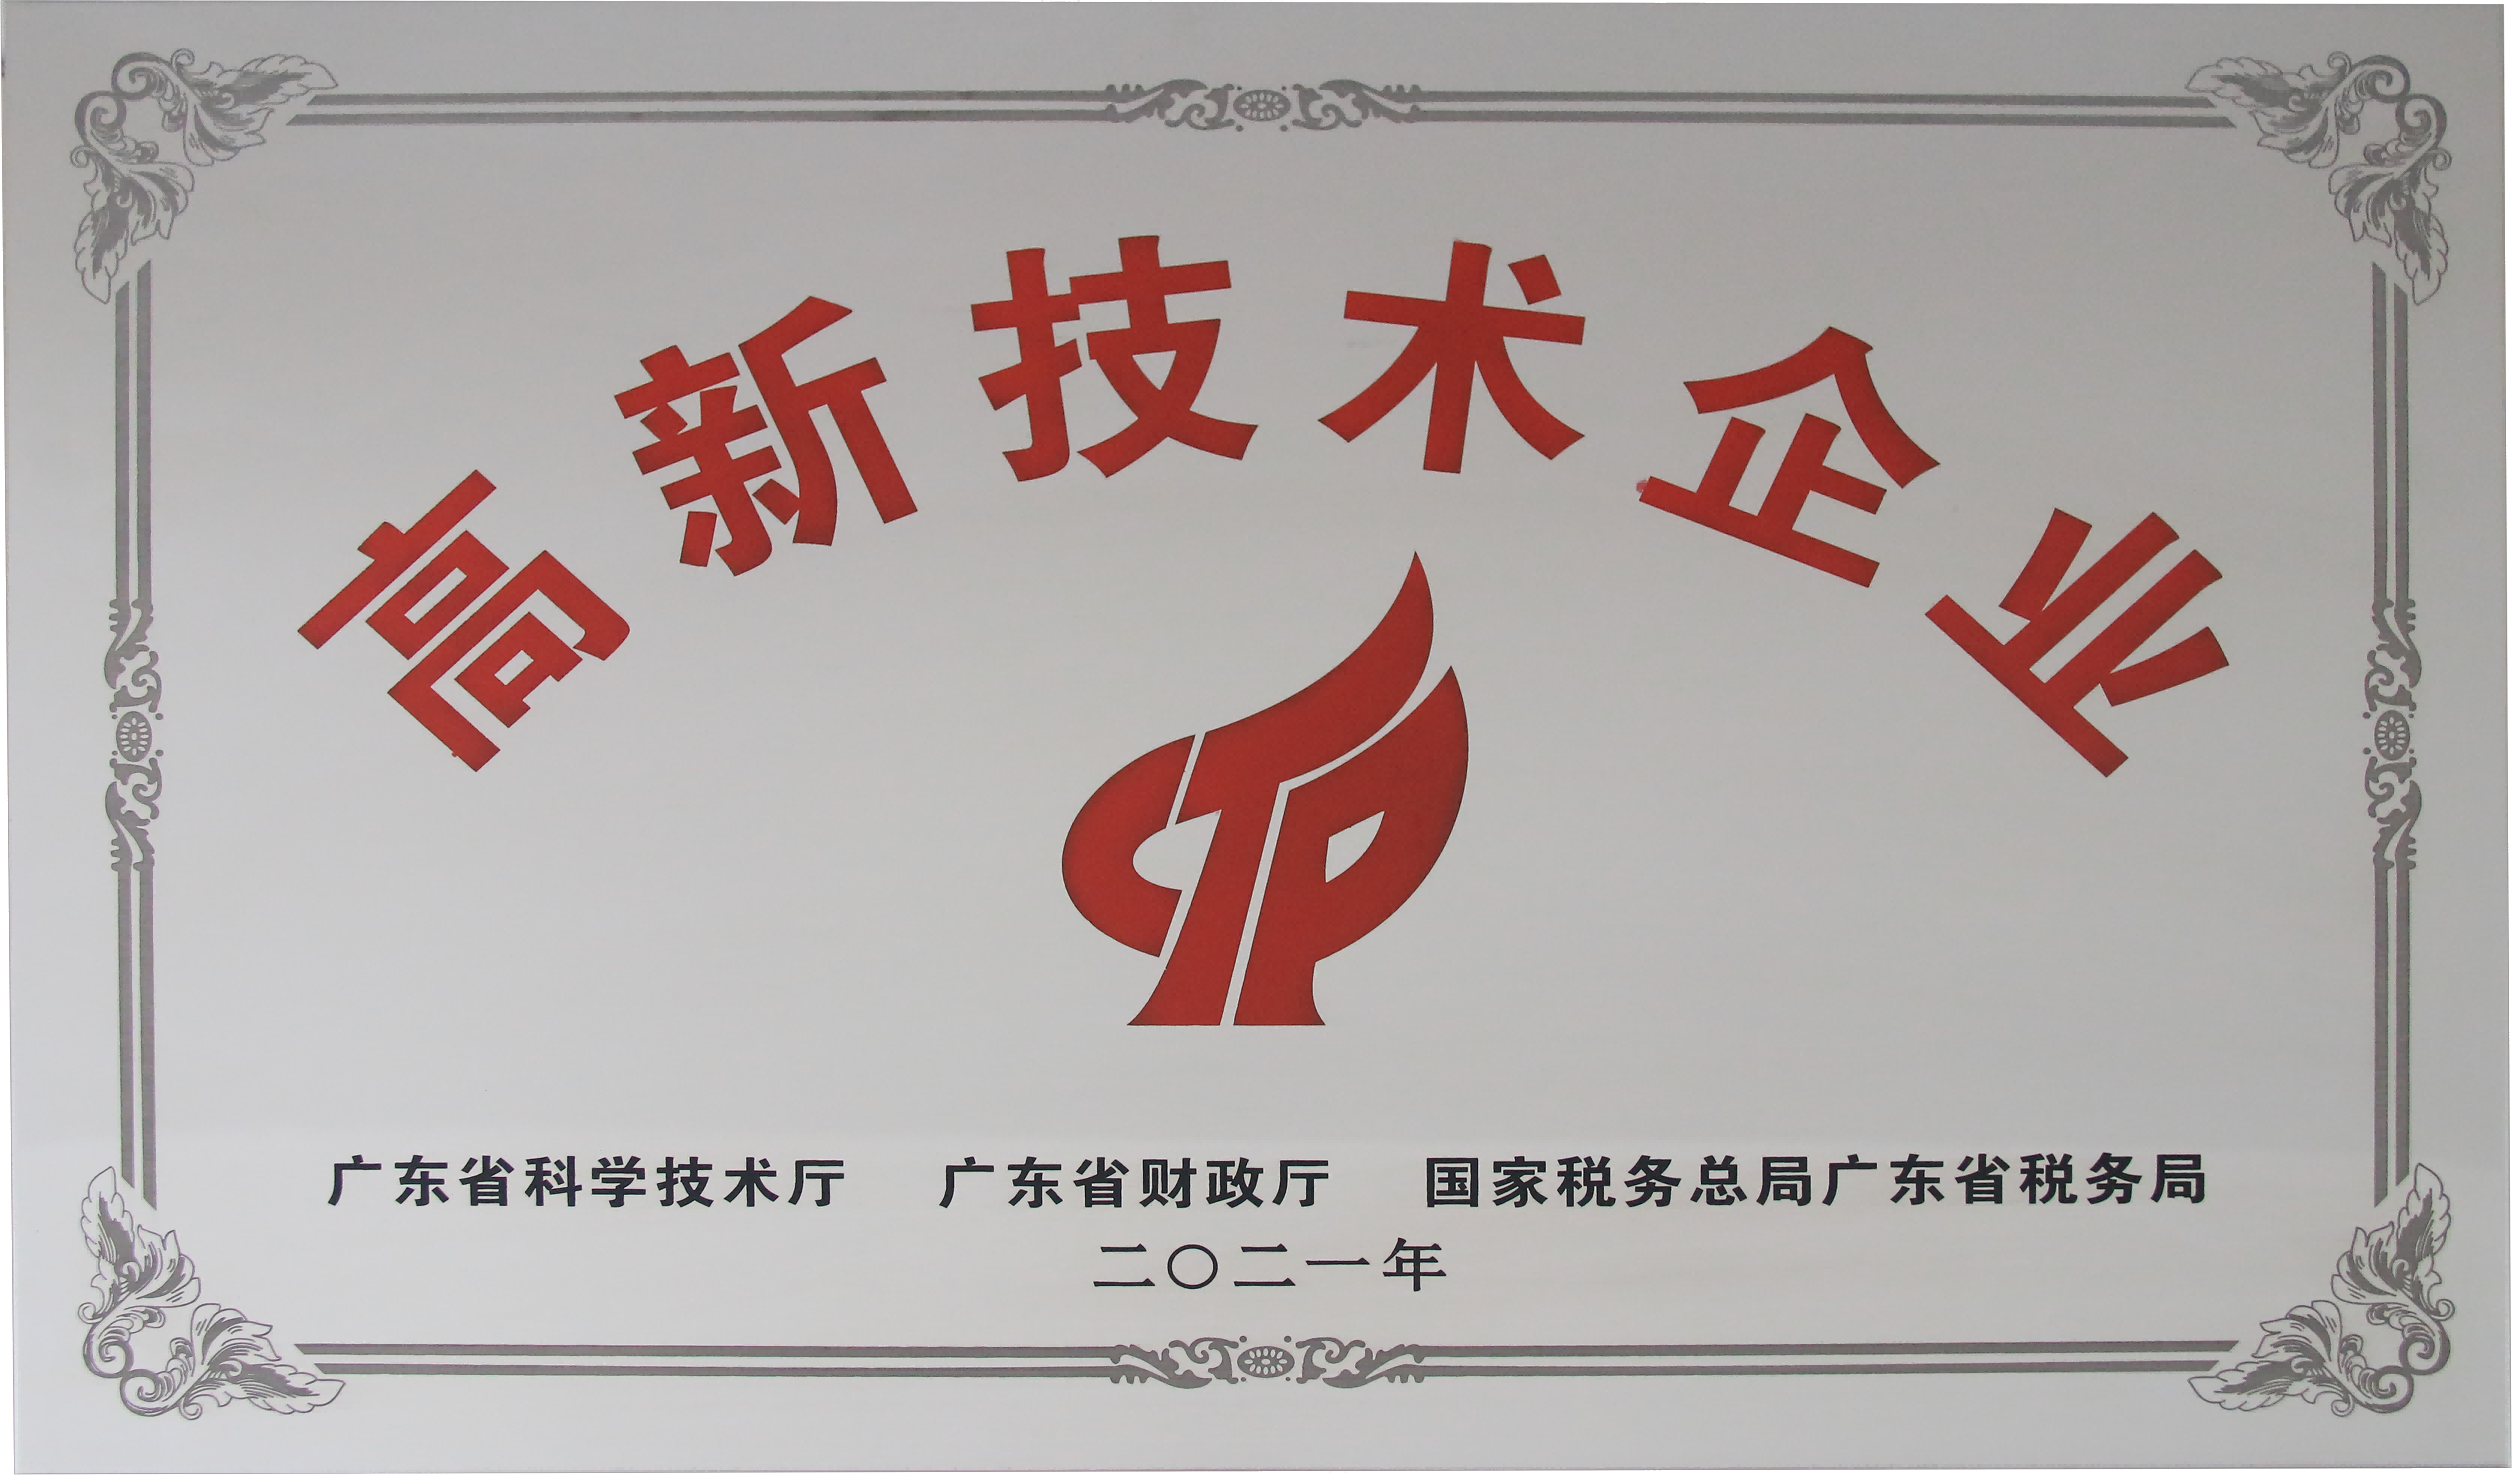 高新技术企业
广东省科学技术厅 广东省财政厅 国家税务总局广东省税务局
二〇二一年